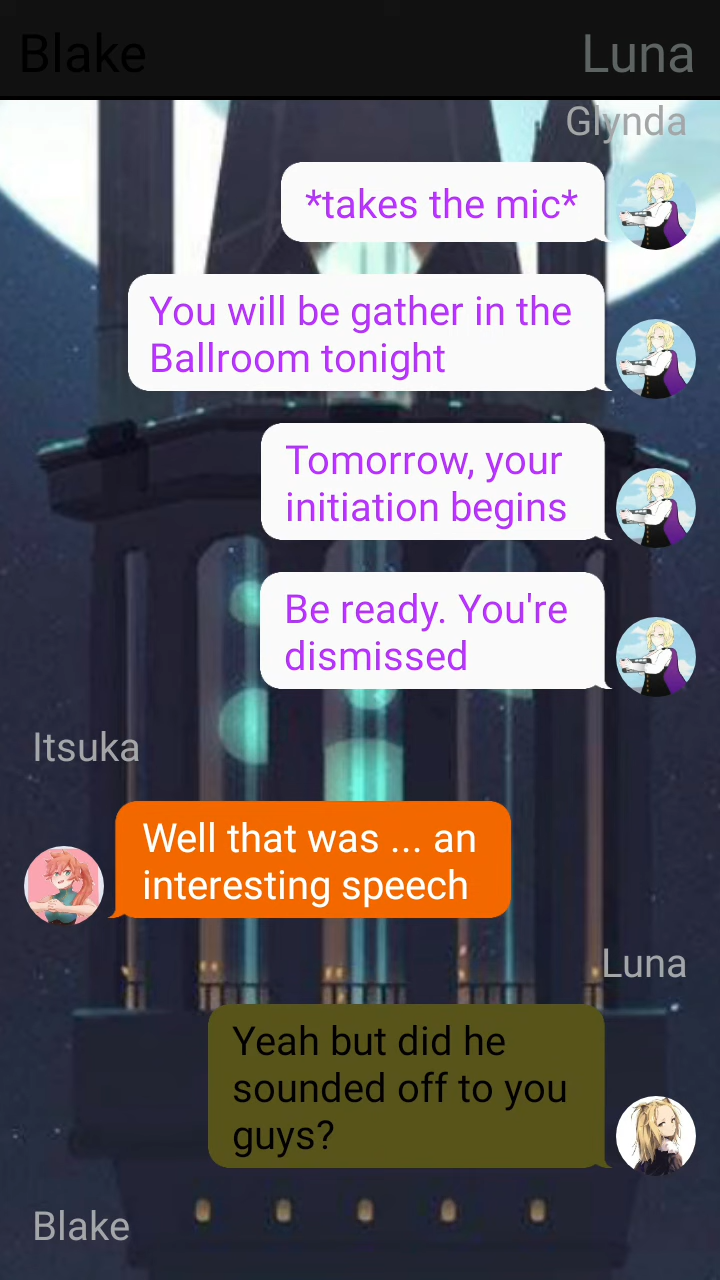 Blake
Luna
Glynda
*takes the mic*
You will be gather in the
Ballroom tonight
Tomorrow, your
initiation begins
Be ready. You're
dismissed
Itsuka
Well that was ... an
interesting speech
Luna
Yeah but did he
sounded off to you
guys?
Blake